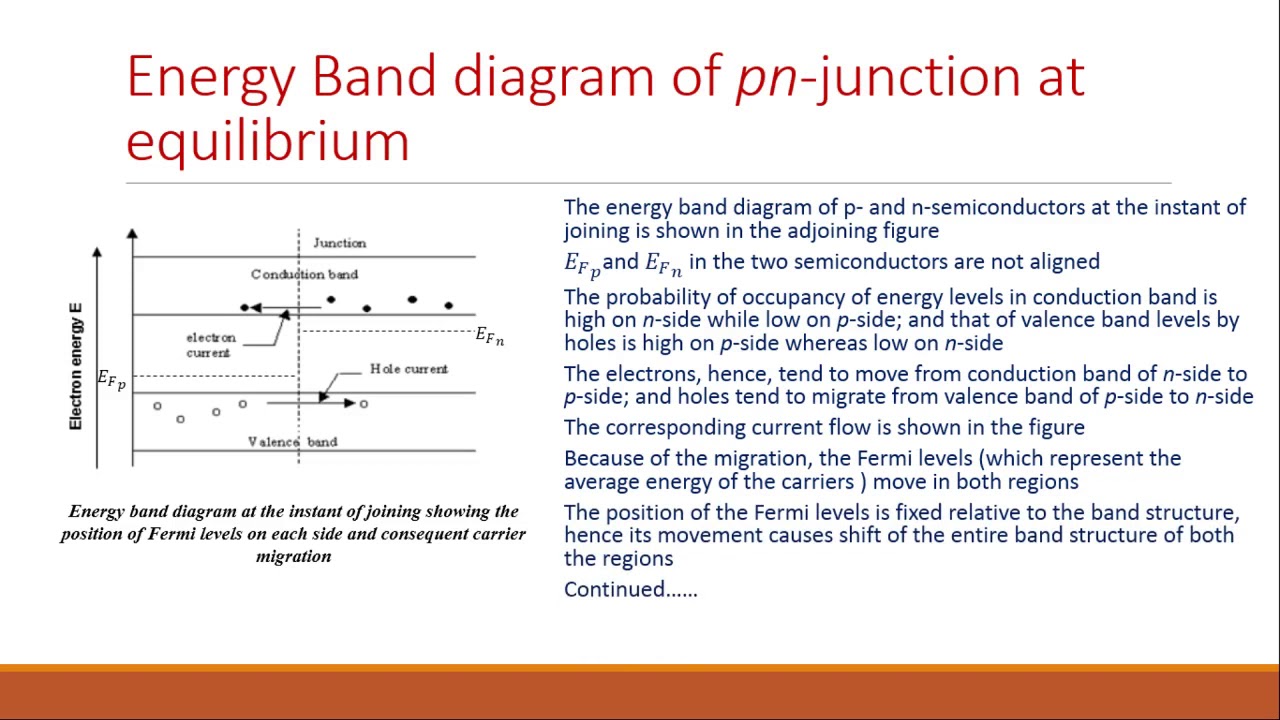 Energy Band diagram of pn-junction at
equilibrium
Junction
Conduction band
electron
current
E_{F_n}
E_{F_p}
Hole current
Valence band
Electron energy E
Energy band diagram at the instant of joining showing the
position of Fermi levels on each side and consequent carrier
migration
The energy band diagram of p- and n-semiconductors at the instant of
joining is shown in the adjoining figure
E_{F_p} and E_{F_n} in the two semiconductors are not aligned
The probability of occupancy of energy levels in conduction band is
high on n-side while low on p-side; and that of valence band levels by
holes is high on p-side whereas low on n-side
The electrons, hence, tend to move from conduction band of n-side to
p-side; and holes tend to migrate from valence band of p-side to n-side
The corresponding current flow is shown in the figure
Because of the migration, the Fermi levels (which represent the
average energy of the carriers ) move in both regions
The position of the Fermi levels is fixed relative to the band structure,
hence its movement causes shift of the entire band structure of both
the regions
Continued......